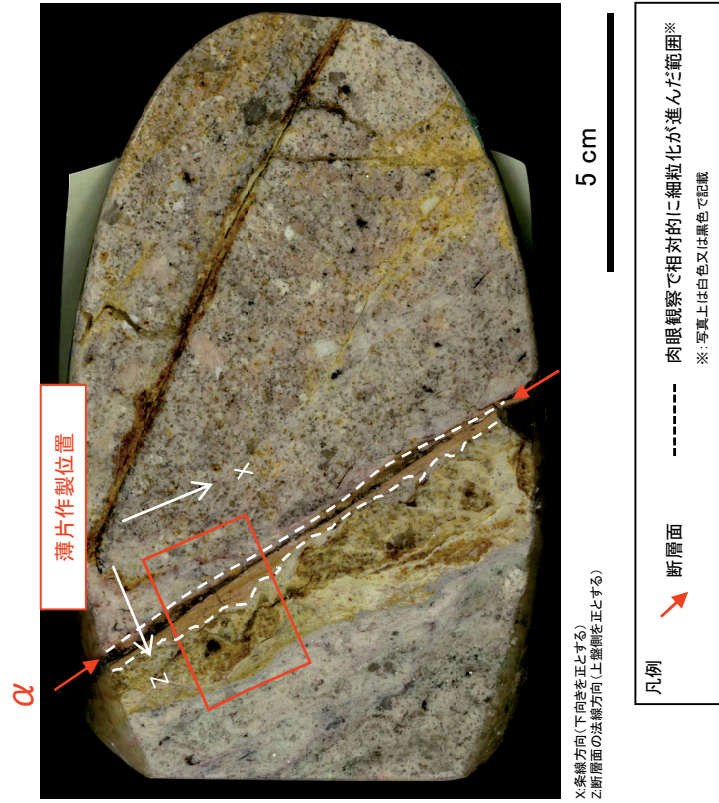 α
薄片作製位置
X
Z
5 cm
X:条線方向(下向きを正とする)
Z:断層面の法線方向(上盤側を正とする)
凡例
断層面
肉眼観察で相対的に細粒化が進んだ範囲※
※:写真上は白色又は黒色で記載